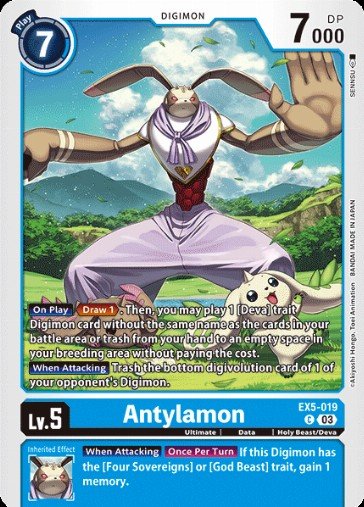 Play
7
DIGIMON
7000
DP
SENNSU
©Akiyoshi Hongo, Toei Animation BANDAI MADE IN JAPAN
On Play Draw 1. Then, you may play 1 [Deva] trait
Digimon card without the same name as the cards in your
battle area or trash from your hand to an empty space in
your breeding area without paying the cost.
When Attacking Trash the bottom digivolution card of 1 of
your opponent's Digimon.
EX5-019
Lv.5
Antylamon
C 03
Ultimate | Data | Holy Beast/Deva
Inherited Effect
When Attacking Once Per Turn If this Digimon has
the [Four Sovereigns] or [God Beast] trait, gain 1
memory.